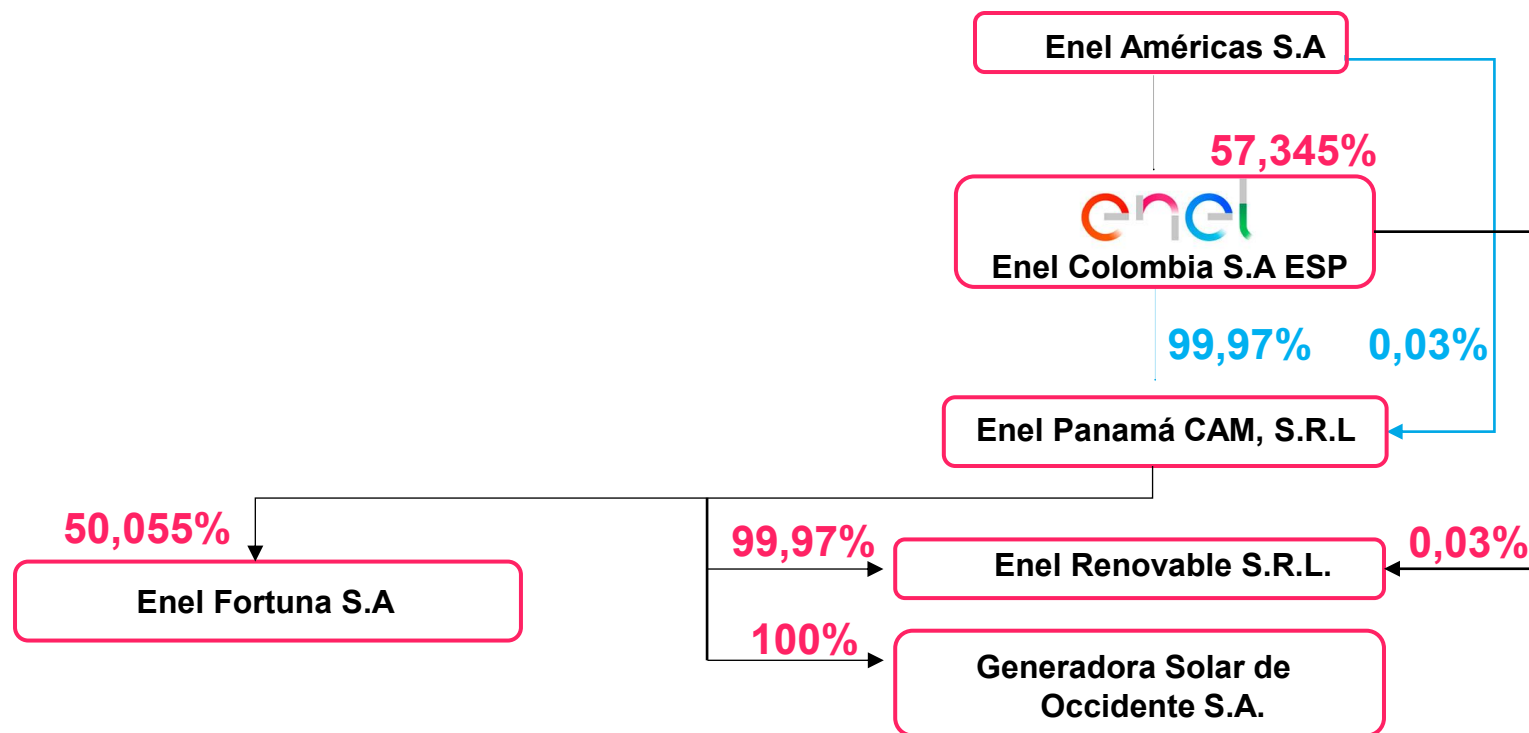 Enel Américas S.A
57,345%
enel
Enel Colombia S.A ESP
99,97%
0,03%
Enel Panamá CAM, S.R.L
50,055%
99,97%
0,03%
Enel Fortuna S.A
Enel Renovable S.R.L.
100%
Generadora Solar de
Occidente S.A.